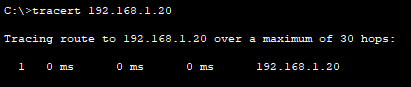 C:\>tracert 192.168.1.20
Tracing route to 192.168.1.20 over a maximum of 30 hops:
1 0 ms 0 ms 0 ms 192.168.1.20